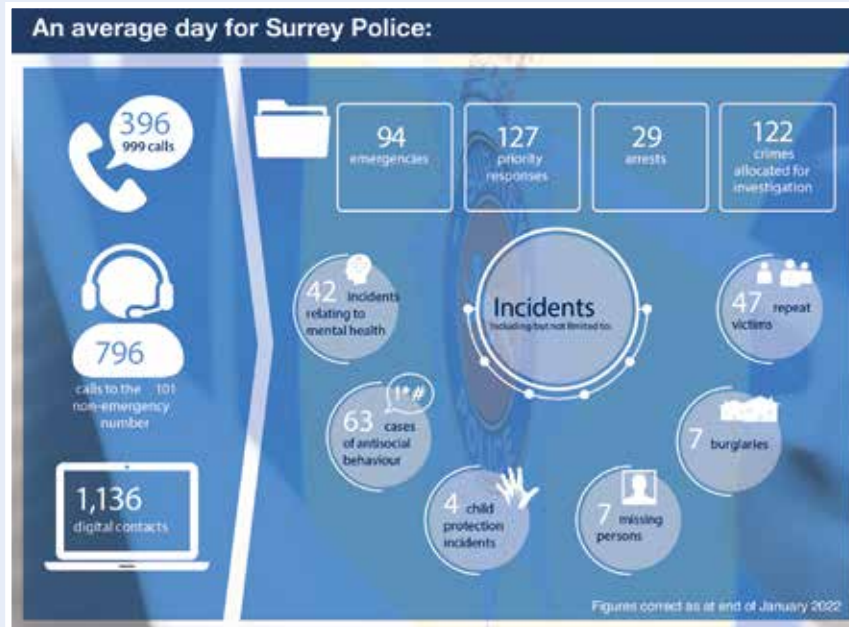 An average day for Surrey Police:
396
999 calls
796
calls to the 101
non-emergency
number
1,136
digital contacts
94
emergencies
127
priority
responses
29
arrests
122
crimes
allocated for
investigation
Incidents
Including but not limited to:
42 incidents
relating to
mental health
!*#
63 cases
of antisocial
behaviour
4 child
protection
incidents
7 missing
persons
7 burglaries
47 repeat
victims
Figures correct as at end of January 2022